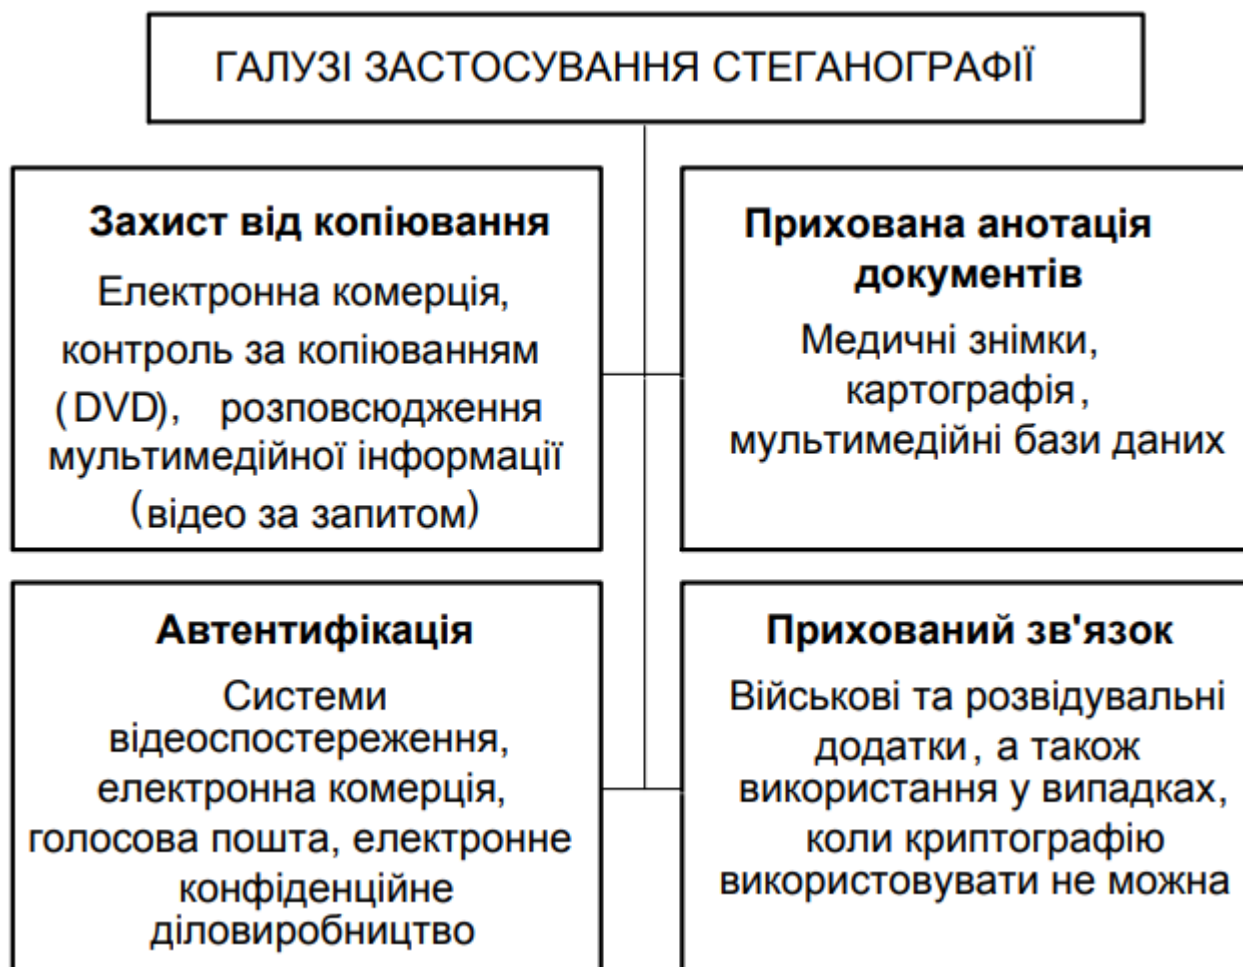 ГАЛУЗІ ЗАСТОСУВАННЯ СТЕГАНОГРАФІЇ
Захист від копіювання
Електронна комерція,
контроль за копіюванням
(DVD), розповсюдження
мультимедійної інформації
(відео за запитом)
Прихована анотація
документів
Медичні знімки,
картографія,
мультимедійні бази даних
Автентифікація
Системи
відеоспостереження,
електронна комерція,
голосова пошта, електронне
конфіденційне
діловиробництво
Прихований зв'язок
Військові та розвідувальні
додатки, а також
використання у випадках,
коли криптографію
використовувати не можна